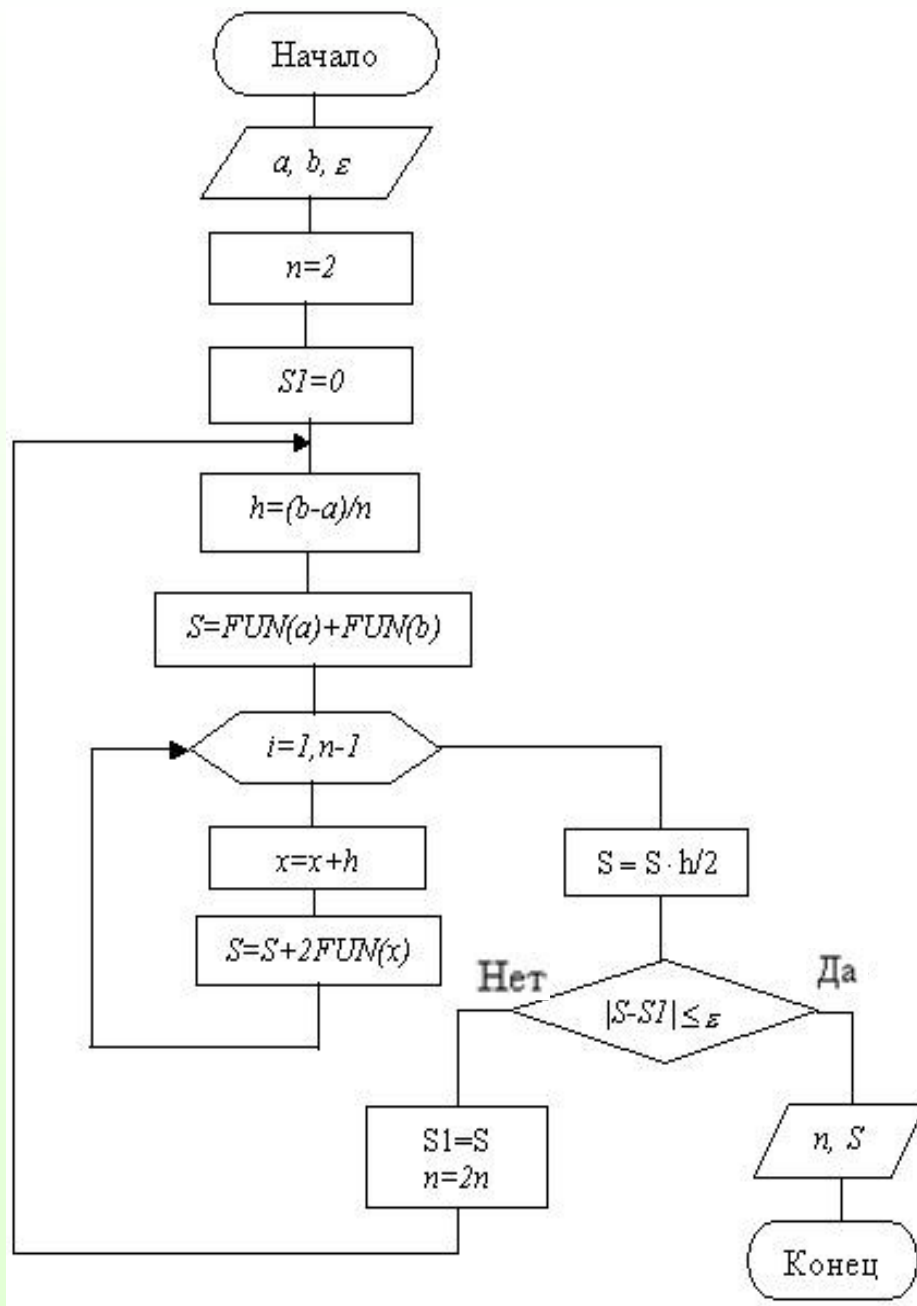 Начало
a, b, ε
n=2
S1=0
h=(b-a)/n
S=FUN(a)+FUN(b)
i=1,n-1
x=x+h
S=S+2FUN(x)
S = S · h/2
Нет
Да
|S-S1| ≤ ε
S1=S
n=2n
n, S
Конец